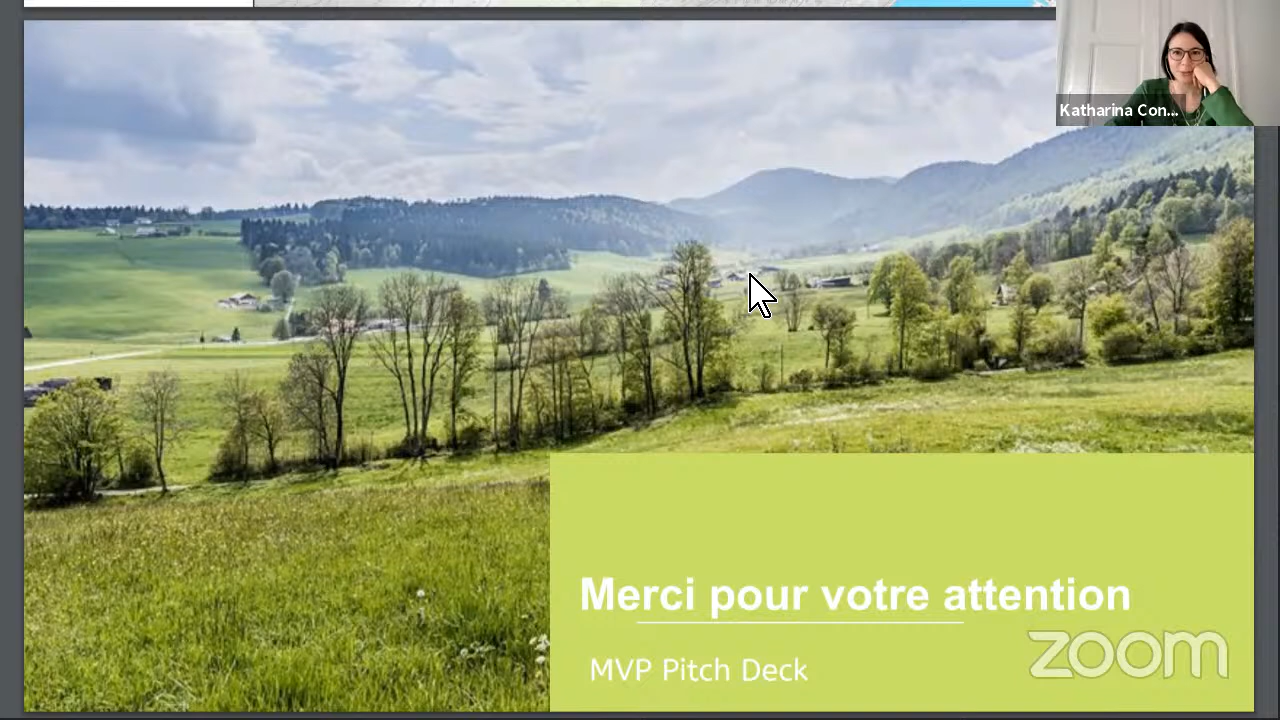 Katharina Con...
Merci pour votre attention
MVP Pitch Deck
zoom